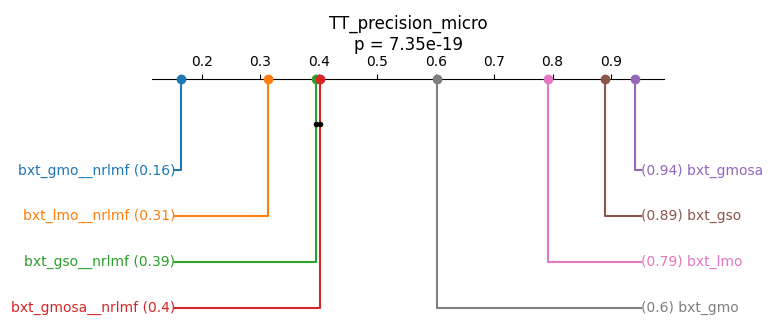 TT_precision_micro
p = 7.35e-19
0.2 0.3 0.4 0.5 0.6 0.7 0.8 0.9
bxt_gmo__nrlmf (0.16) (0.94) bxt_gmosa
bxt_lmo__nrlmf (0.31) (0.89) bxt_gso
bxt_gso__nrlmf (0.39) (0.79) bxt_lmo
bxt_gmosa__nrlmf (0.4) (0.6) bxt_gmo